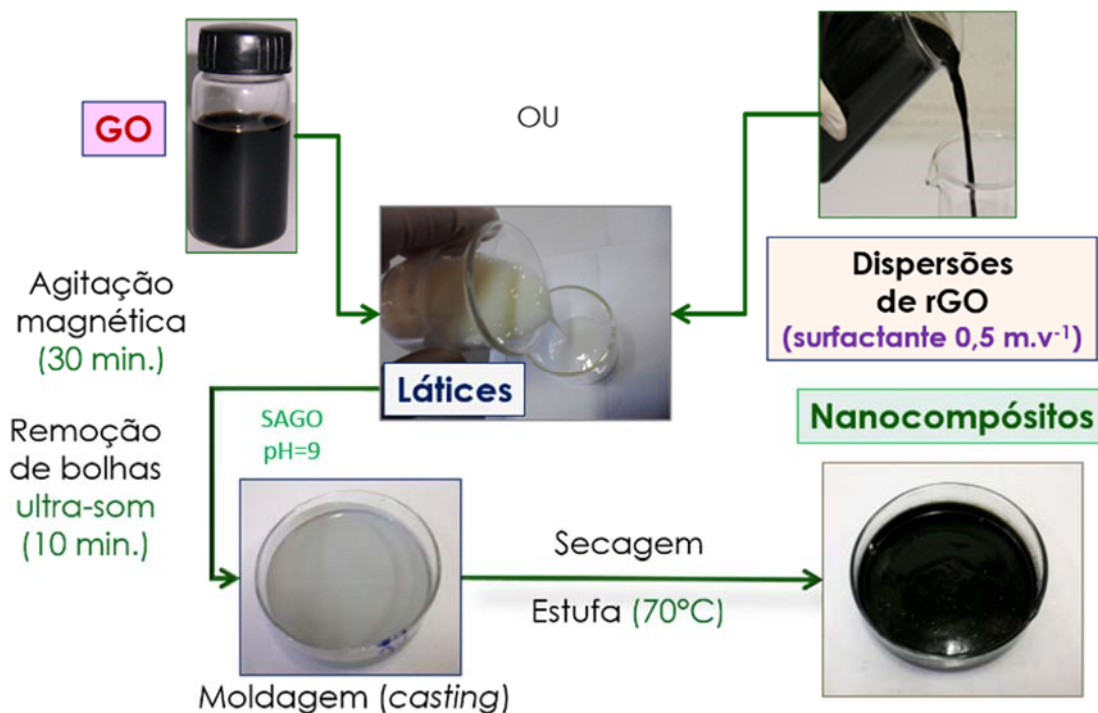 GO
OU
Agitação
magnética
(30 min.)
Dispersões
de rGO
(surfactante 0,5 m.v⁻¹)
Látices
Remoção
de bolhas
ultra-som
(10 min.)
SAGO
pH=9
Nanocompósitos
Secagem
Estufa (70°C)
Moldagem (casting)